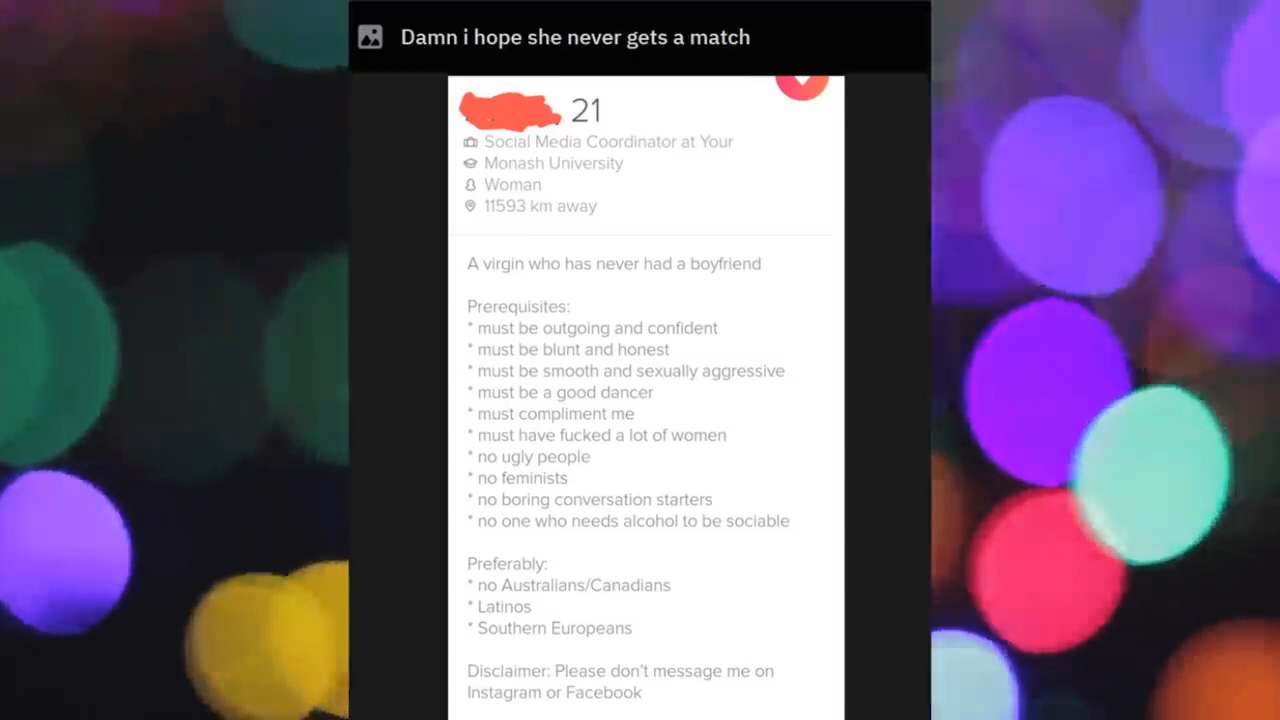 Damn i hope she never gets a match
21
Social Media Coordinator at Your
Monash University
Woman
11593 km away
A virgin who has never had a boyfriend
Prerequisites:
* must be outgoing and confident
* must be blunt and honest
* must be smooth and sexually aggressive
* must be a good dancer
* must compliment me
* must have fucked a lot of women
* no ugly people
* no feminists
* no boring conversation starters
* no one who needs alcohol to be sociable
Preferably:
* no Australians/Canadians
* Latinos
* Southern Europeans
Disclaimer: Please don't message me on
Instagram or Facebook